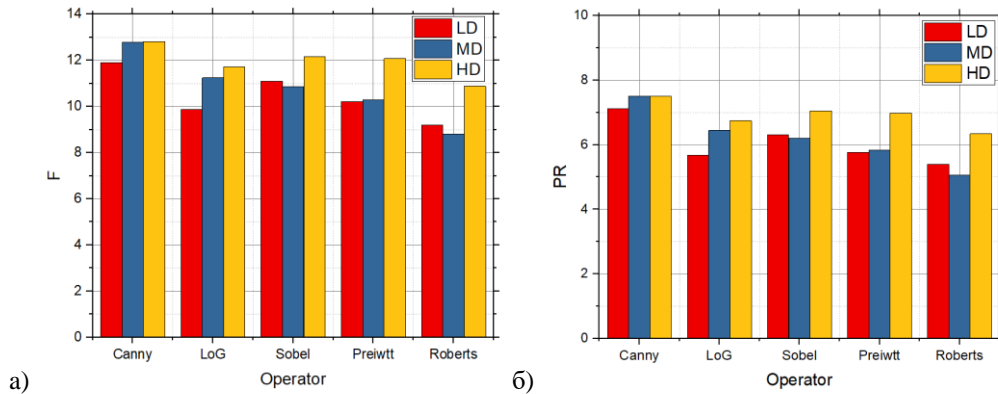 14
12
10
8
6
4
2
0
F
LD
MD
HD
Canny LoG Sobel Preiwtt Roberts
Operator
а)
10
8
6
4
2
0
PR
LD
MD
HD
Canny LoG Sobel Preiwtt Roberts
Operator
б)